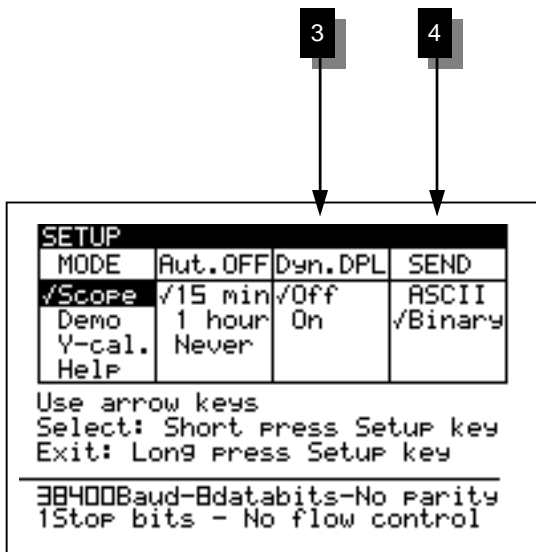 3 4
SETUP
MODE Aut.OFF Dyn.DPL SEND
√Scope √15 min √Off ASCII
Demo 1 hour On √Binary
Y-cal. Never
Help
Use arrow keys
Select: Short press Setup key
Exit: Long press Setup key
38400Baud-8databits-No parity
1Stop bits - No flow control